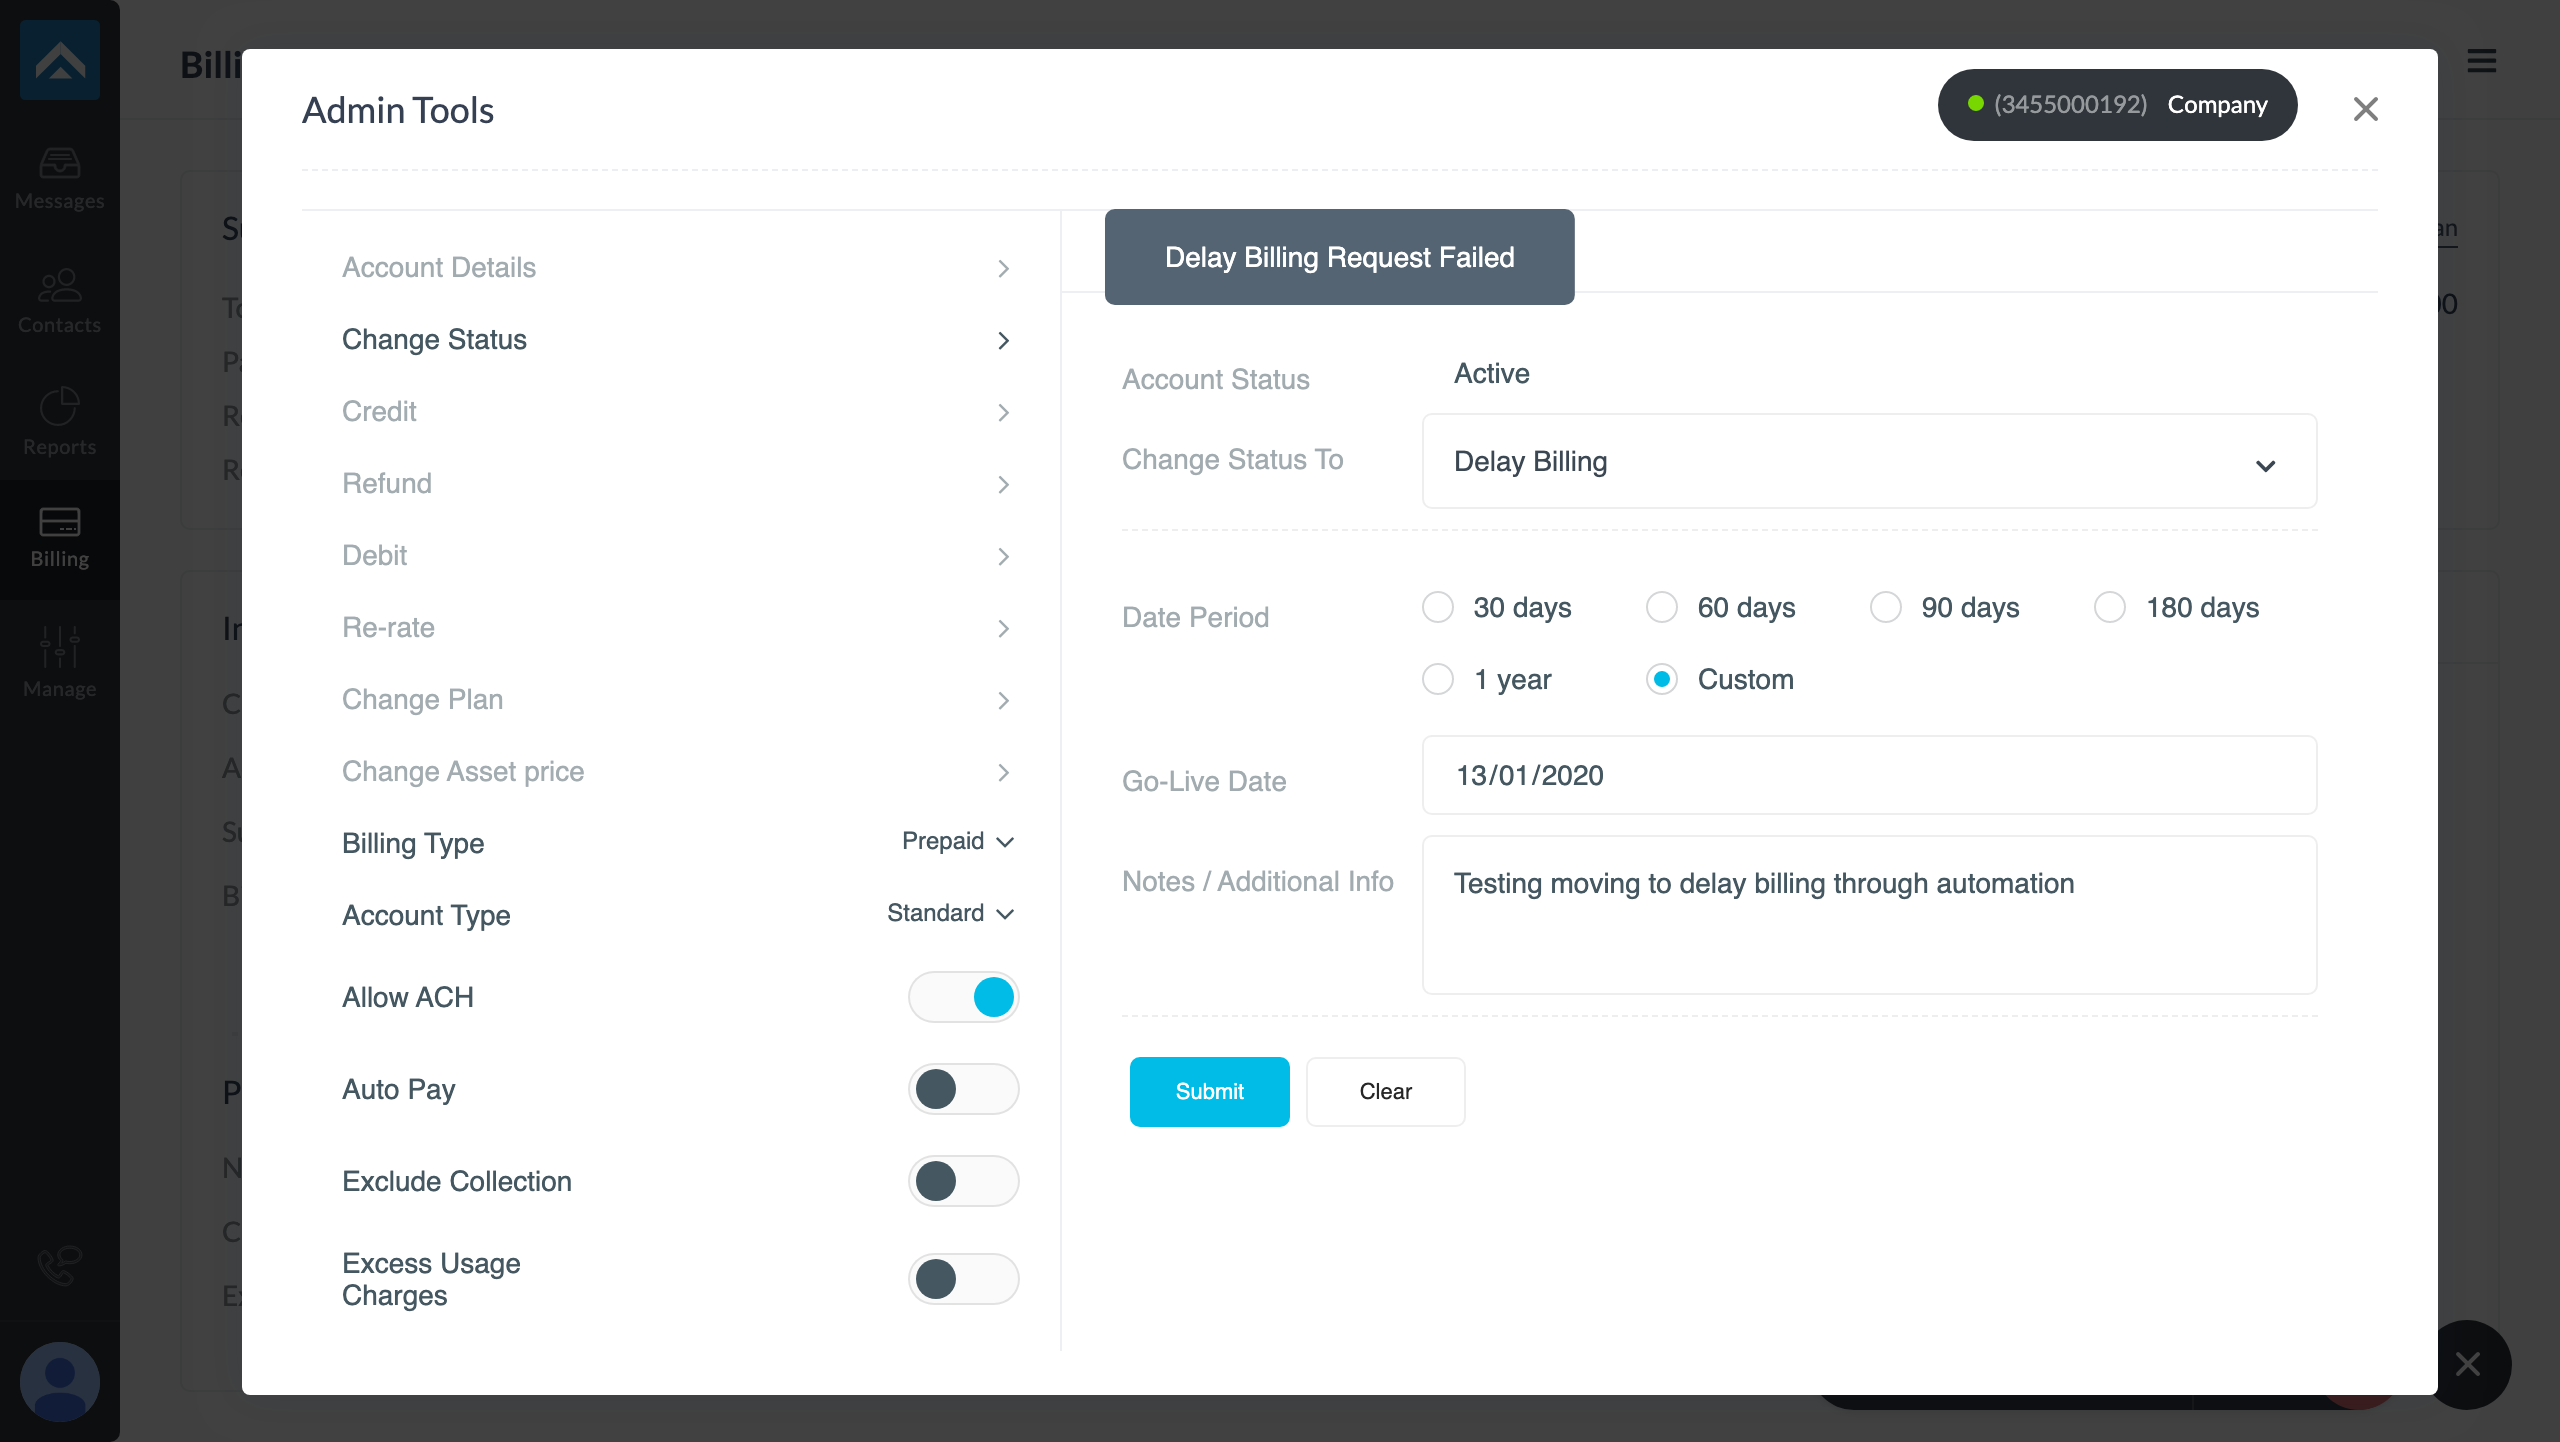 Messages
Contacts
Reports
Billing
Manage
Billi
Admin Tools
(3455000192) Company
Account Details
Change Status
Credit
Refund
Debit
Re-rate
Change Plan
Change Asset price
Billing Type Prepaid
Account Type Standard
Allow ACH
Auto Pay
Exclude Collection
Excess Usage
Charges
Delay Billing Request Failed
Account Status Active
Change Status To Delay Billing
Date Period 30 days 60 days 90 days 180 days
1 year Custom
Go-Live Date 13/01/2020
Notes / Additional Info Testing moving to delay billing through automation
Submit Clear